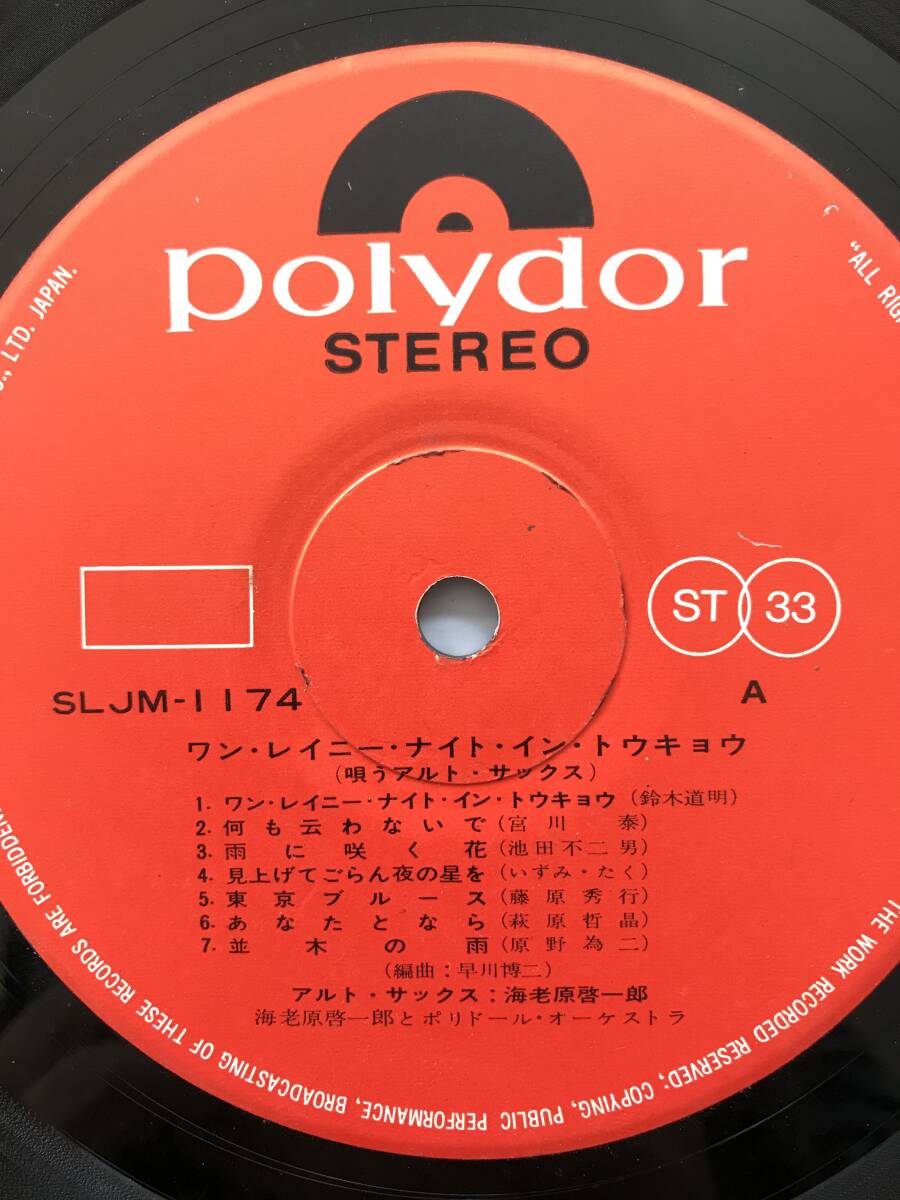 polydor
STEREO
ST 33
SLJM-1174
A
ワン・レイニー・ナイト・イン・トウキョウ
(唄うアルト・サックス)
1. ワン・レイニー・ナイト・イン・トウキョウ (鈴木道明)
2. 何も云わないで (宮川 泰)
3. 雨に咲く花 (池田不二男)
4. 見上げてごらん夜の星を (いずみ・たく)
5. 東京ブルース (藤原秀行)
6. あなたとなら (萩原哲晶)
7. 並木の雨 (原野為二)
(編曲:早川博二)
アルト・サックス:海老原啓一郎
海老原啓一郎とポリドール・オーケストラ
., LTD. JAPAN.
"ALL RIGH
THE WORK RECORDED RESERVED; COPYING, PUBLIC PERFORMANCE, BROADCASTING OF THESE RECORDS ARE FORBIDDEN